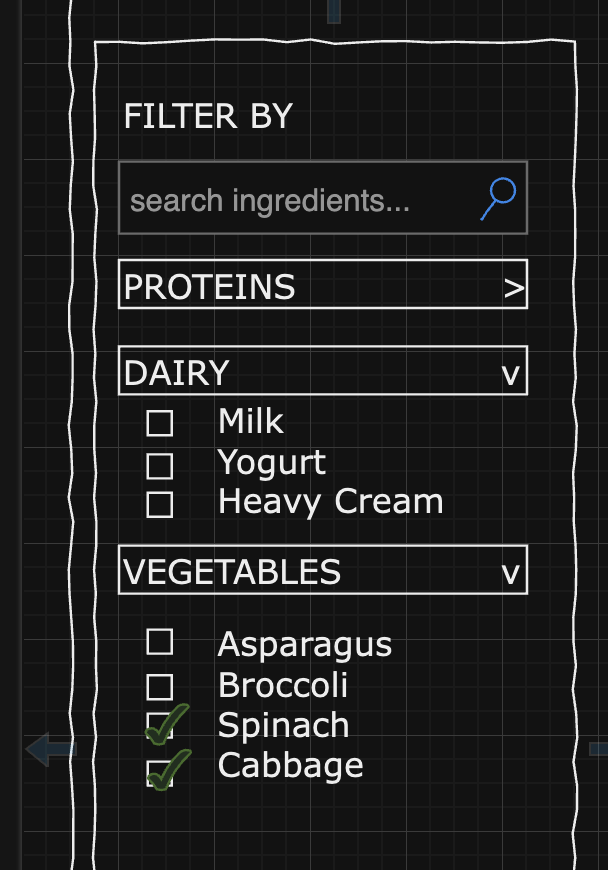 FILTER BY
search ingredients...
PROTEINS >
DAIRY v
Milk
Yogurt
Heavy Cream
VEGETABLES v
Asparagus
Broccoli
Spinach
Cabbage